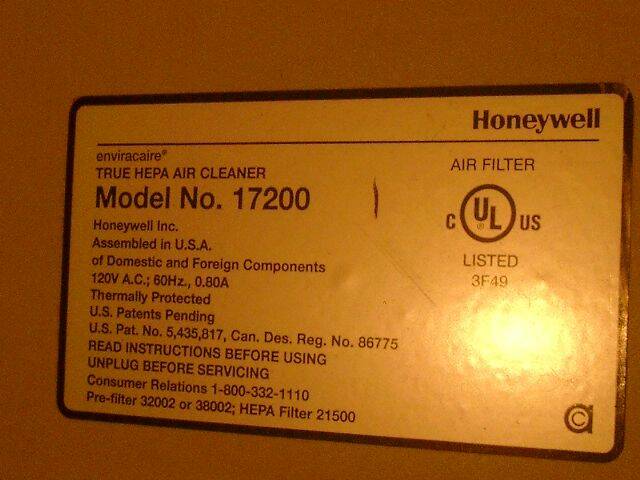 Honeywell
enviracaire®
TRUE HEPA AIR CLEANER
Model No. 17200
Honeywell Inc.
Assembled in U.S.A.
of Domestic and Foreign Components
120V A.C.; 60Hz., 0.80A
Thermally Protected
U.S. Patents Pending
U.S. Pat. No. 5,435,817, Can. Des. Reg. No. 86775
READ INSTRUCTIONS BEFORE USING
UNPLUG BEFORE SERVICING
Consumer Relations 1-800-332-1110
Pre-filter 32002 or 38002; HEPA Filter 21500
AIR FILTER
C UL® US
LISTED
3F49